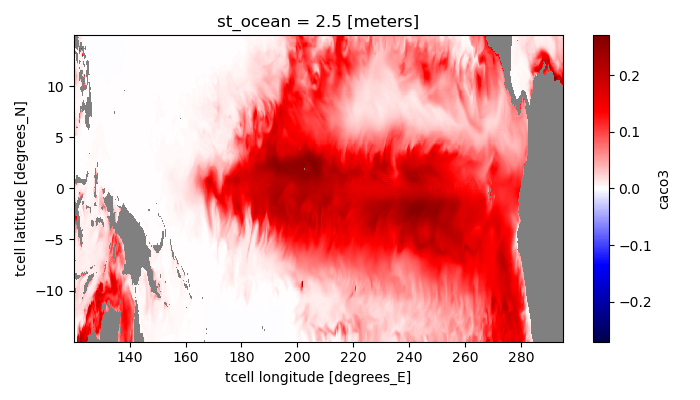 st_ocean = 2.5 [meters]
10
5
0
−5
−10
tcell latitude [degrees_N]
140 160 180 200 220 240 260 280
tcell longitude [degrees_E]
0.2
0.1
0.0
−0.1
−0.2
caco3